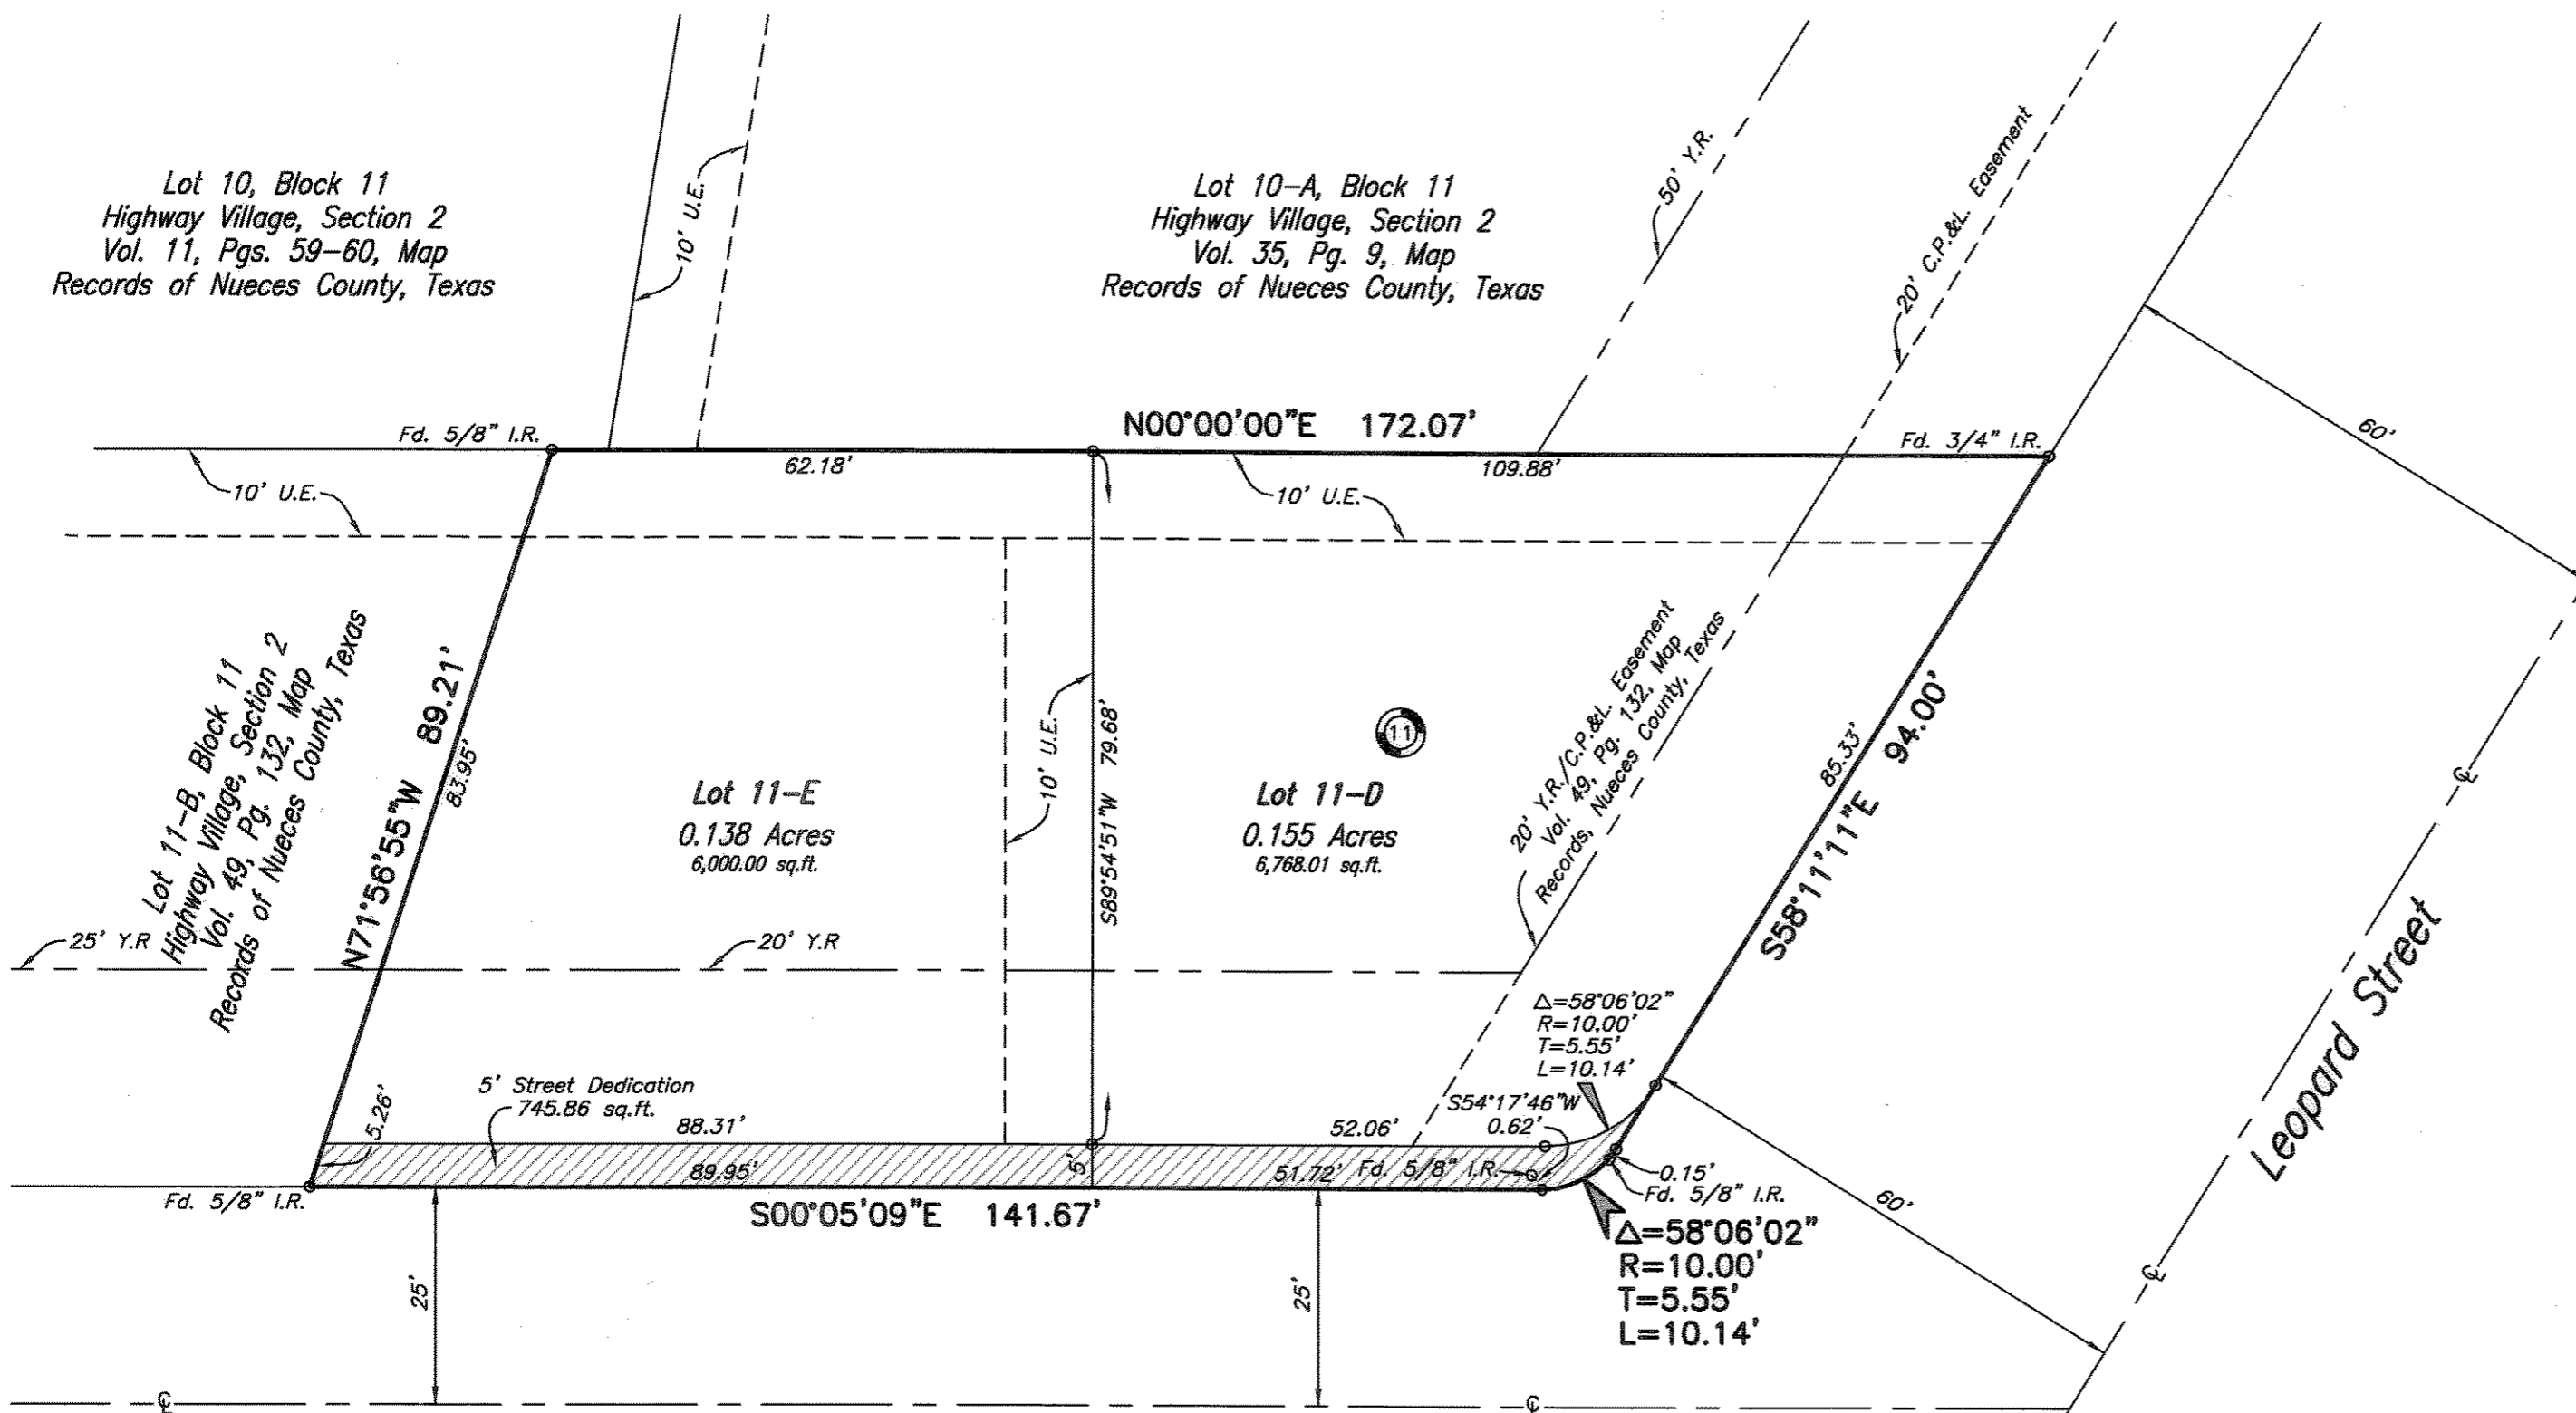 Lot 10, Block 11
Highway Village, Section 2
Vol. 11, Pgs. 59-60, Map
Records of Nueces County, Texas
10' U.E.
Lot 10-A, Block 11
Highway Village, Section 2
Vol. 35, Pg. 9, Map
Records of Nueces County, Texas
50' Y.R.
20' C.P.&L. Easement
60'
Fd. 5/8" I.R.
N00°00'00"E 172.07'
Fd. 3/4" I.R.
62.18'
109.88'
10' U.E.
10' U.E.
Lot 11-B, Block 11
Highway Village, Section 2
Vol. 49, Pg. 132, Map
Records of Nueces County, Texas
N71°56'55"W 89.21'
83.95'
10' U.E.
S89°54'51"W 79.68'
11
20' Y.R./C.P.&L. Easement
Vol. 49, Pg. 132, Map
Records, Nueces County, Texas
85.33'
S58°11'11"E 94.00'
Lot 11-E
0.138 Acres
6,000.00 sq.ft.
Lot 11-D
0.155 Acres
6,768.01 sq.ft.
25' Y.R
20' Y.R
Leopard Street
℄
Δ=58°06'02"
R=10.00'
T=5.55'
L=10.14'
5' Street Dedication
745.86 sq.ft.
5.26'
88.31'
52.06'
S54°17'46"W
0.62'
89.95'
5'
51.72'
Fd. 5/8" I.R.
0.15'
Fd. 5/8" I.R.
Fd. 5/8" I.R.
S00°05'09"E 141.67'
60'
Δ=58°06'02"
R=10.00'
T=5.55'
L=10.14'
25'
25'
℄
℄
℄